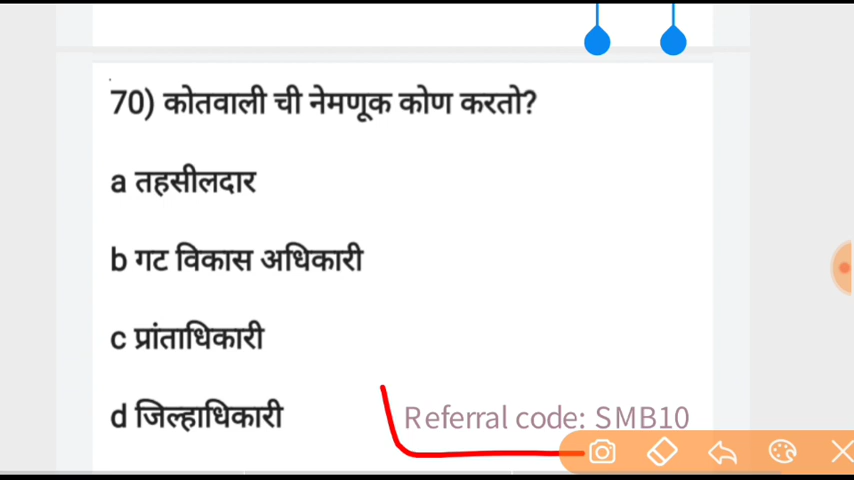 70) कोतवाली ची नेमणूक कोण करतो?
a तहसीलदार
b गट विकास अधिकारी
c प्रांताधिकारी
d जिल्हाधिकारी
Referral code: SMB10